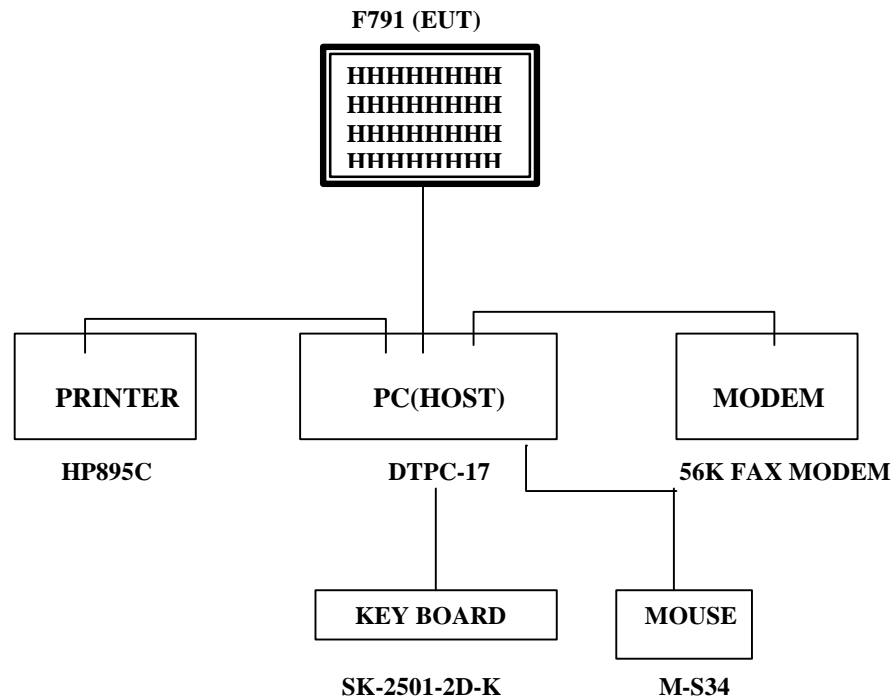 F791 (EUT)
HHHHHHHH
HHHHHHHH
HHHHHHHH
HHHHHHHH
PRINTER
PC(HOST)
MODEM
HP895C
DTPC-17
56K FAX MODEM
KEY BOARD
MOUSE
SK-2501-2D-K
M-S34